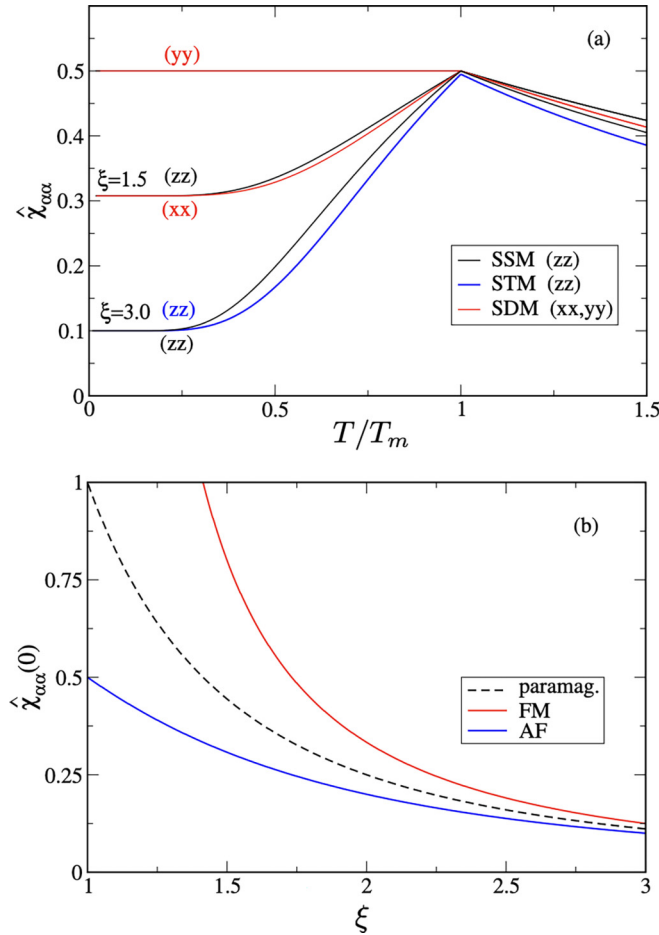 (a)
(yy)
0.5
0.4
χ̂αα
ξ=1.5
(zz)
0.3
(xx)
0.2
SSM (zz)
STM (zz)
SDM (xx,yy)
(zz)
ξ=3.0
0.1
(zz)
0
0 0.5 1 1.5
T/Tm
1
(b)
0.75
χ̂αα(0)
0.5
paramag.
FM
AF
0.25
0
1 1.5 2 2.5 3
ξ